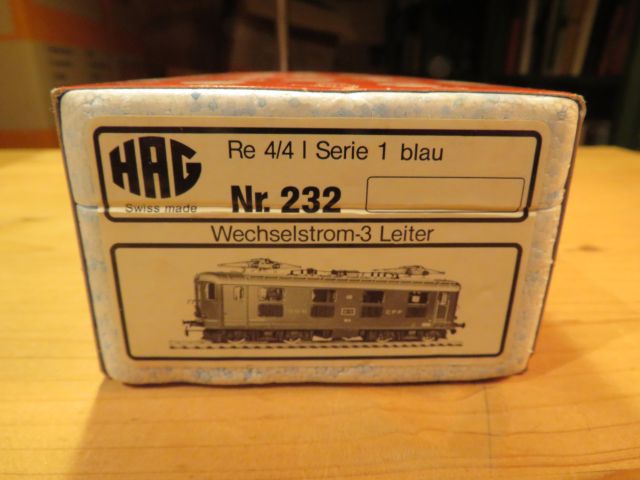 HAG
Swiss made
Re 4/4 I Serie 1 blau
Nr. 232
Wechselstrom-3 Leiter